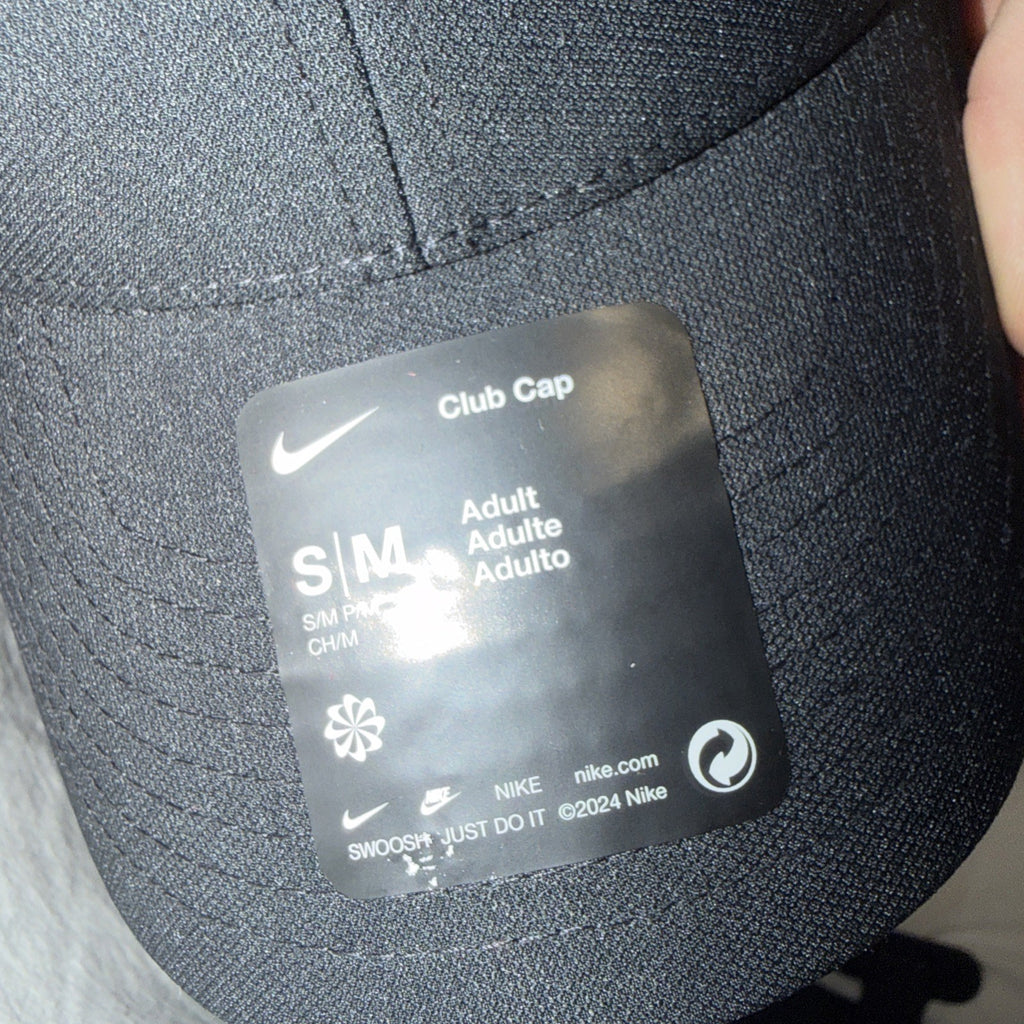 Club Cap
Adult
Adulte
Adulto
S|M
S/M P/M
CH/M
NIKE nike.com
SWOOSH JUST DO IT ©2024 Nike